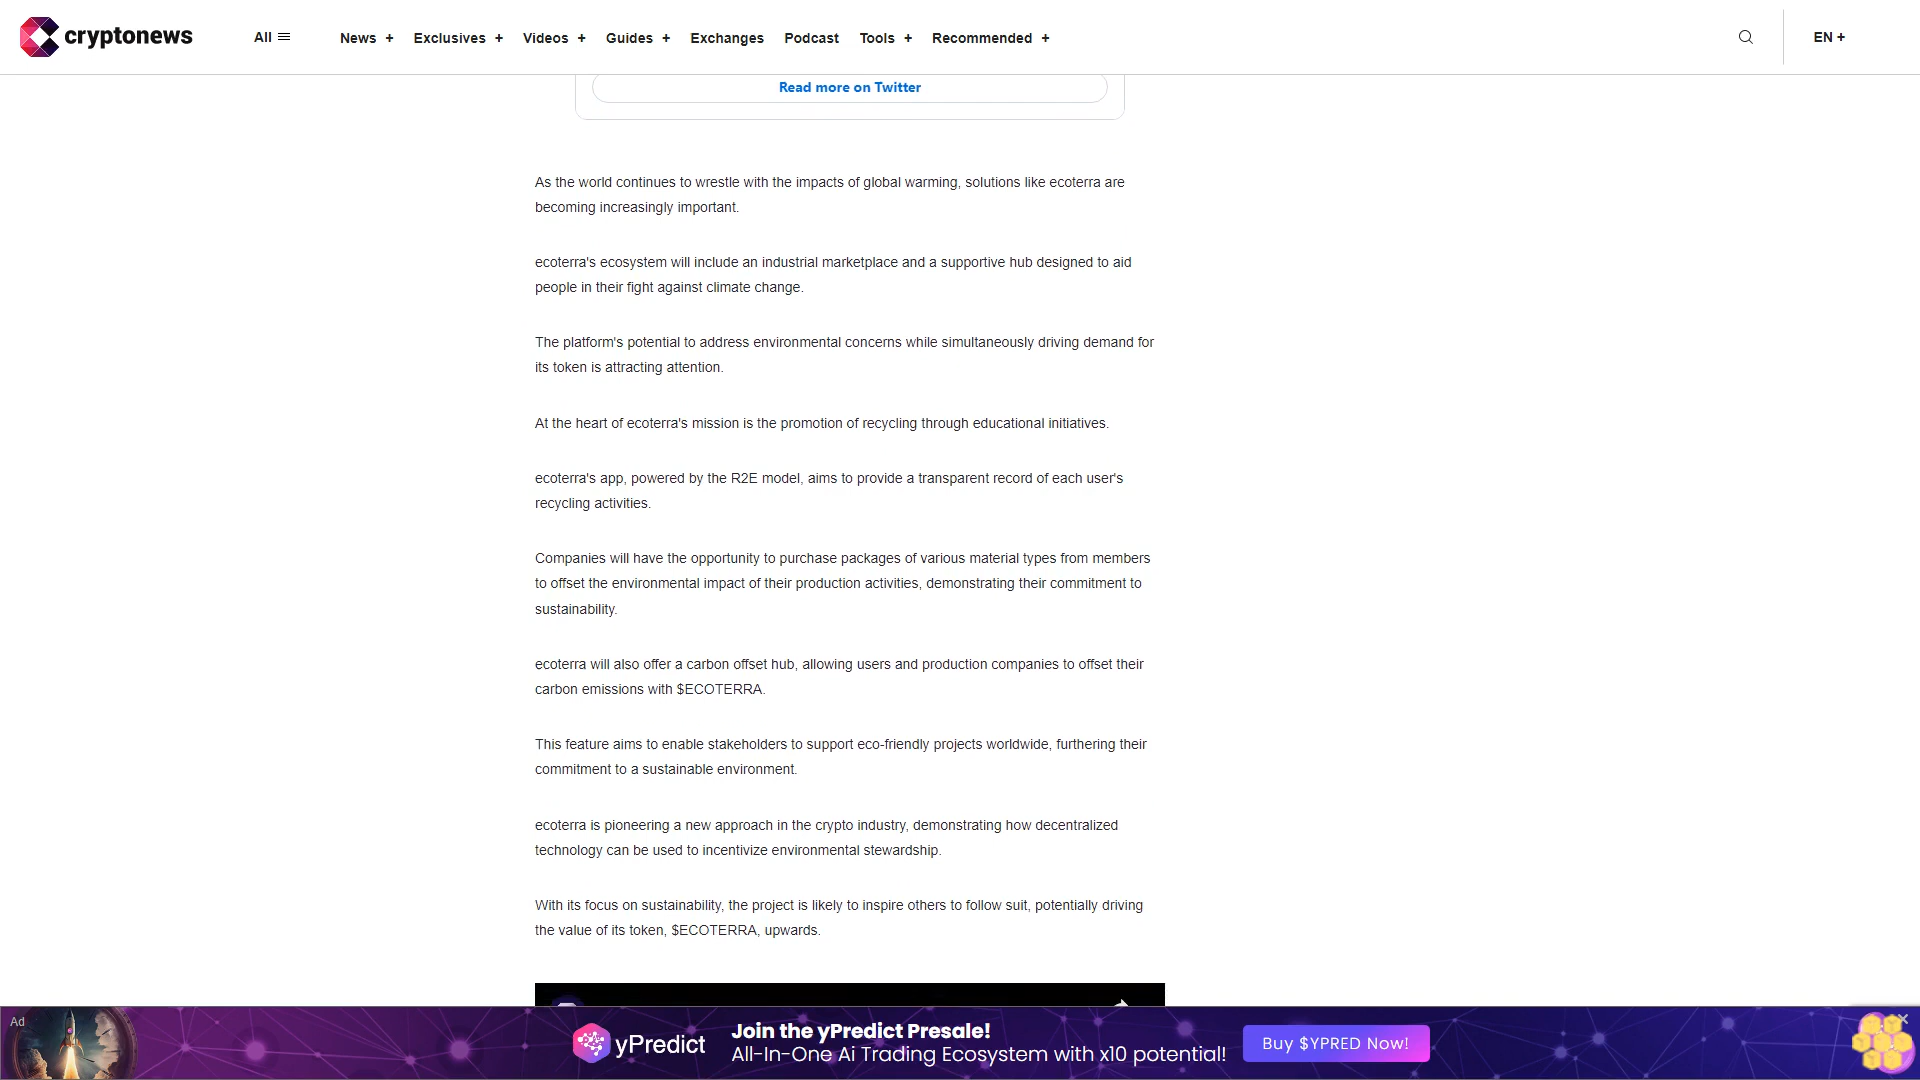 cryptonews
All
News +
Exclusives +
Videos +
Guides +
Exchanges
Podcast
Tools +
Recommended +
EN +
Read more on Twitter
As the world continues to wrestle with the impacts of global warming, solutions like ecoterra are
becoming increasingly important.
ecoterra's ecosystem will include an industrial marketplace and a supportive hub designed to aid
people in their fight against climate change.
The platform's potential to address environmental concerns while simultaneously driving demand for
its token is attracting attention.
At the heart of ecoterra's mission is the promotion of recycling through educational initiatives.
ecoterra's app, powered by the R2E model, aims to provide a transparent record of each user's
recycling activities.
Companies will have the opportunity to purchase packages of various material types from members
to offset the environmental impact of their production activities, demonstrating their commitment to
sustainability.
ecoterra will also offer a carbon offset hub, allowing users and production companies to offset their
carbon emissions with $ECOTERRA.
This feature aims to enable stakeholders to support eco-friendly projects worldwide, furthering their
commitment to a sustainable environment.
ecoterra is pioneering a new approach in the crypto industry, demonstrating how decentralized
technology can be used to incentivize environmental stewardship.
With its focus on sustainability, the project is likely to inspire others to follow suit, potentially driving
the value of its token, $ECOTERRA, upwards.
Ad
yPredict
Join the yPredict Presale!
All-In-One Ai Trading Ecosystem with x10 potential!
Buy $YPRED Now!